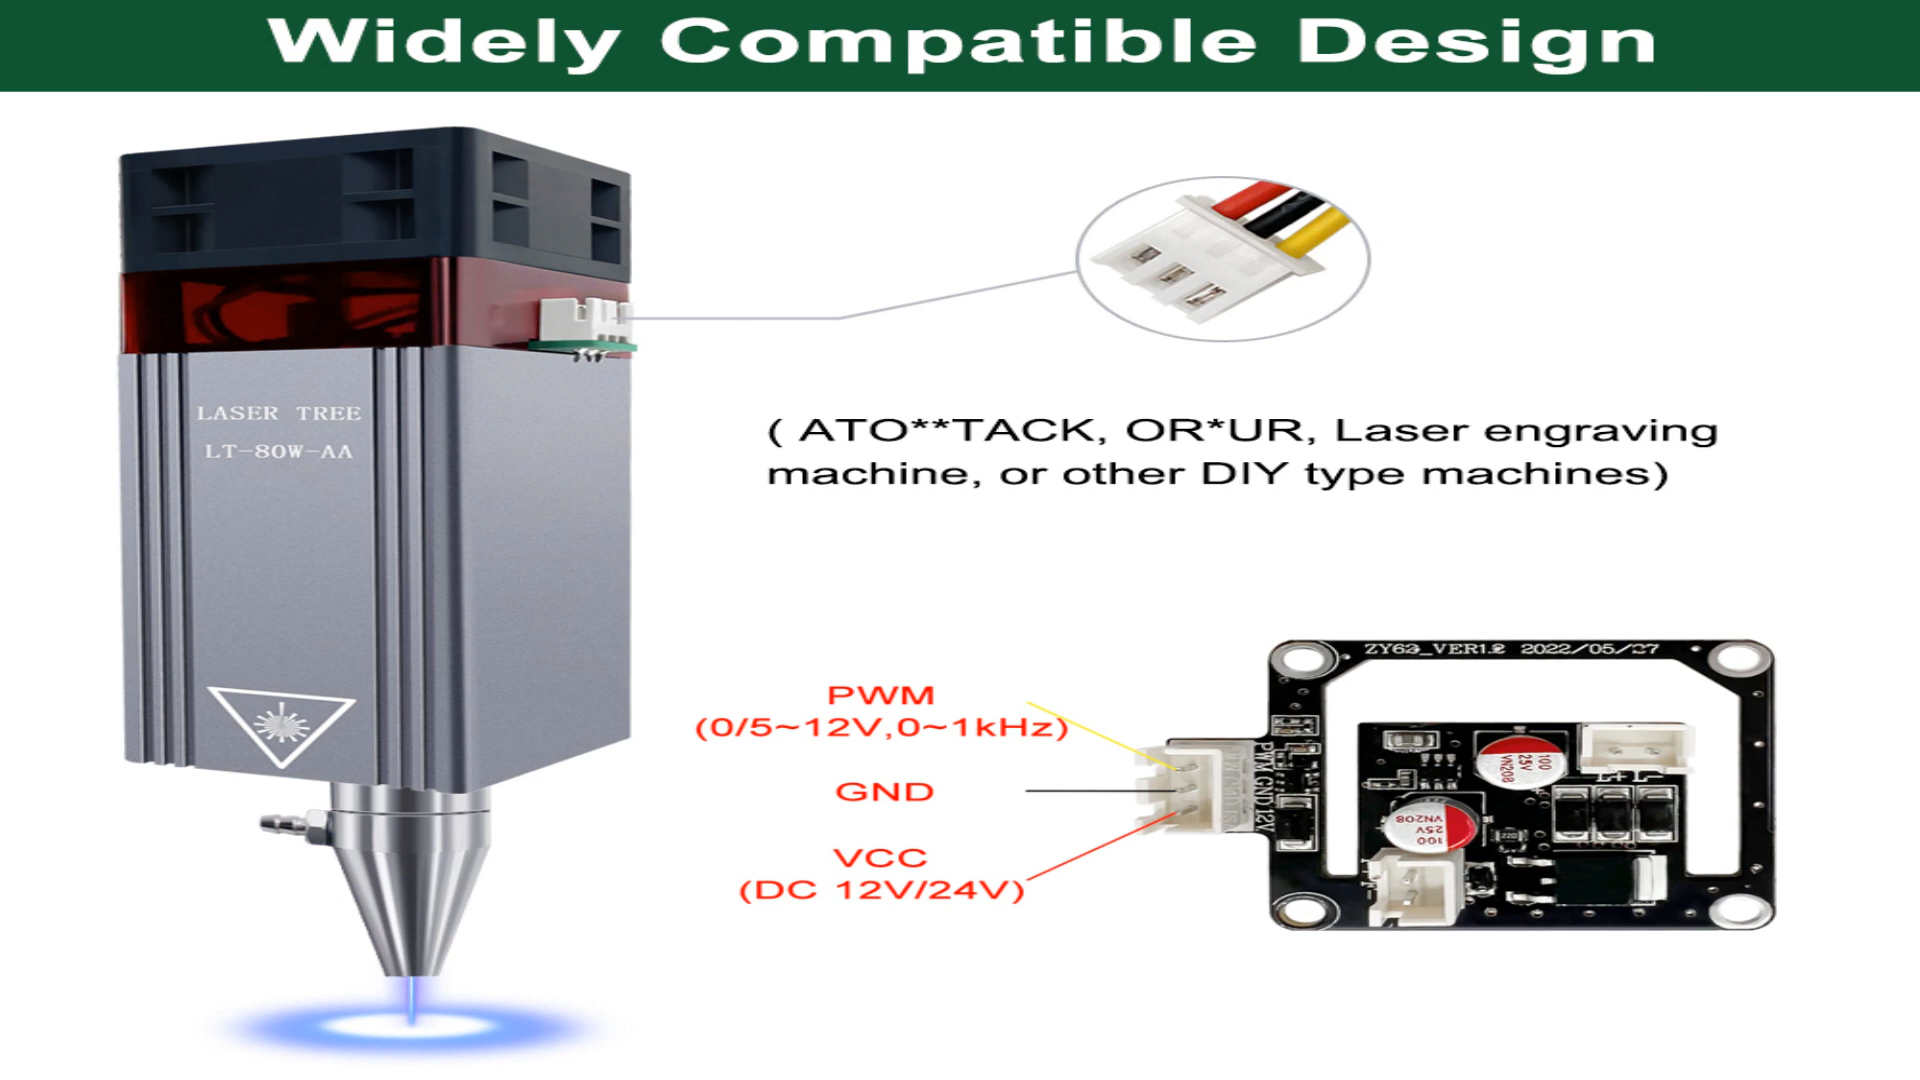 Widely Compatible Design
LASER TREE
LT-80W-AA
( ATO**TACK, OR*UR, Laser engraving
machine, or other DIY type machines)
PWM
(0/5~12V,0~1kHz)
GND
VCC
(DC 12V/24V)
ZY63_VER1.2 2022/05/27
PWM GND 12V
100
25V
VN208
100
25V
VN208
220